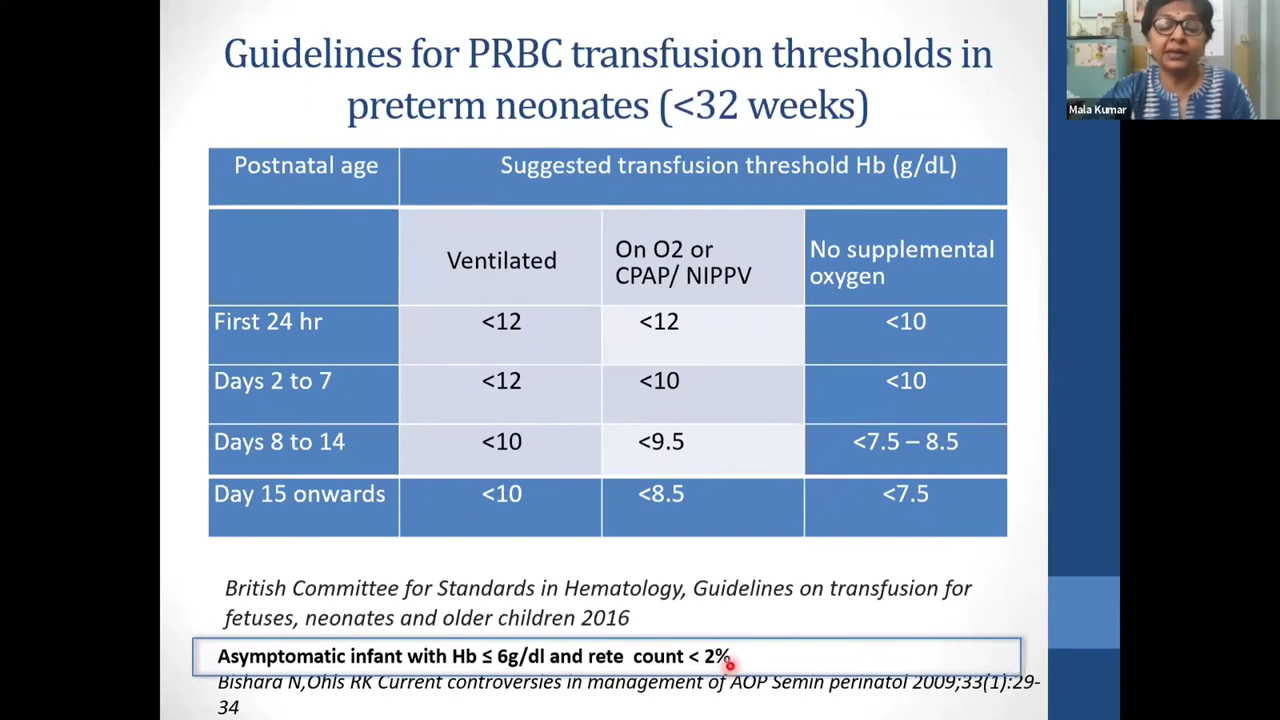 Guidelines for PRBC transfusion thresholds in
preterm neonates (<32 weeks)
Mala Kumar
Postnatal age
Suggested transfusion threshold Hb (g/dL)
Ventilated
On O2 or
CPAP/ NIPPV
No supplemental
oxygen
First 24 hr <12 <12 <10
Days 2 to 7 <12 <10 <10
Days 8 to 14 <10 <9.5 <7.5 – 8.5
Day 15 onwards <10 <8.5 <7.5
British Committee for Standards in Hematology, Guidelines on transfusion for
fetuses, neonates and older children 2016
Asymptomatic infant with Hb ≤ 6g/dl and rete count < 2%
Bishara N,Ohls RK Current controversies in management of AOP Semin perinatol 2009;33(1):29-
34